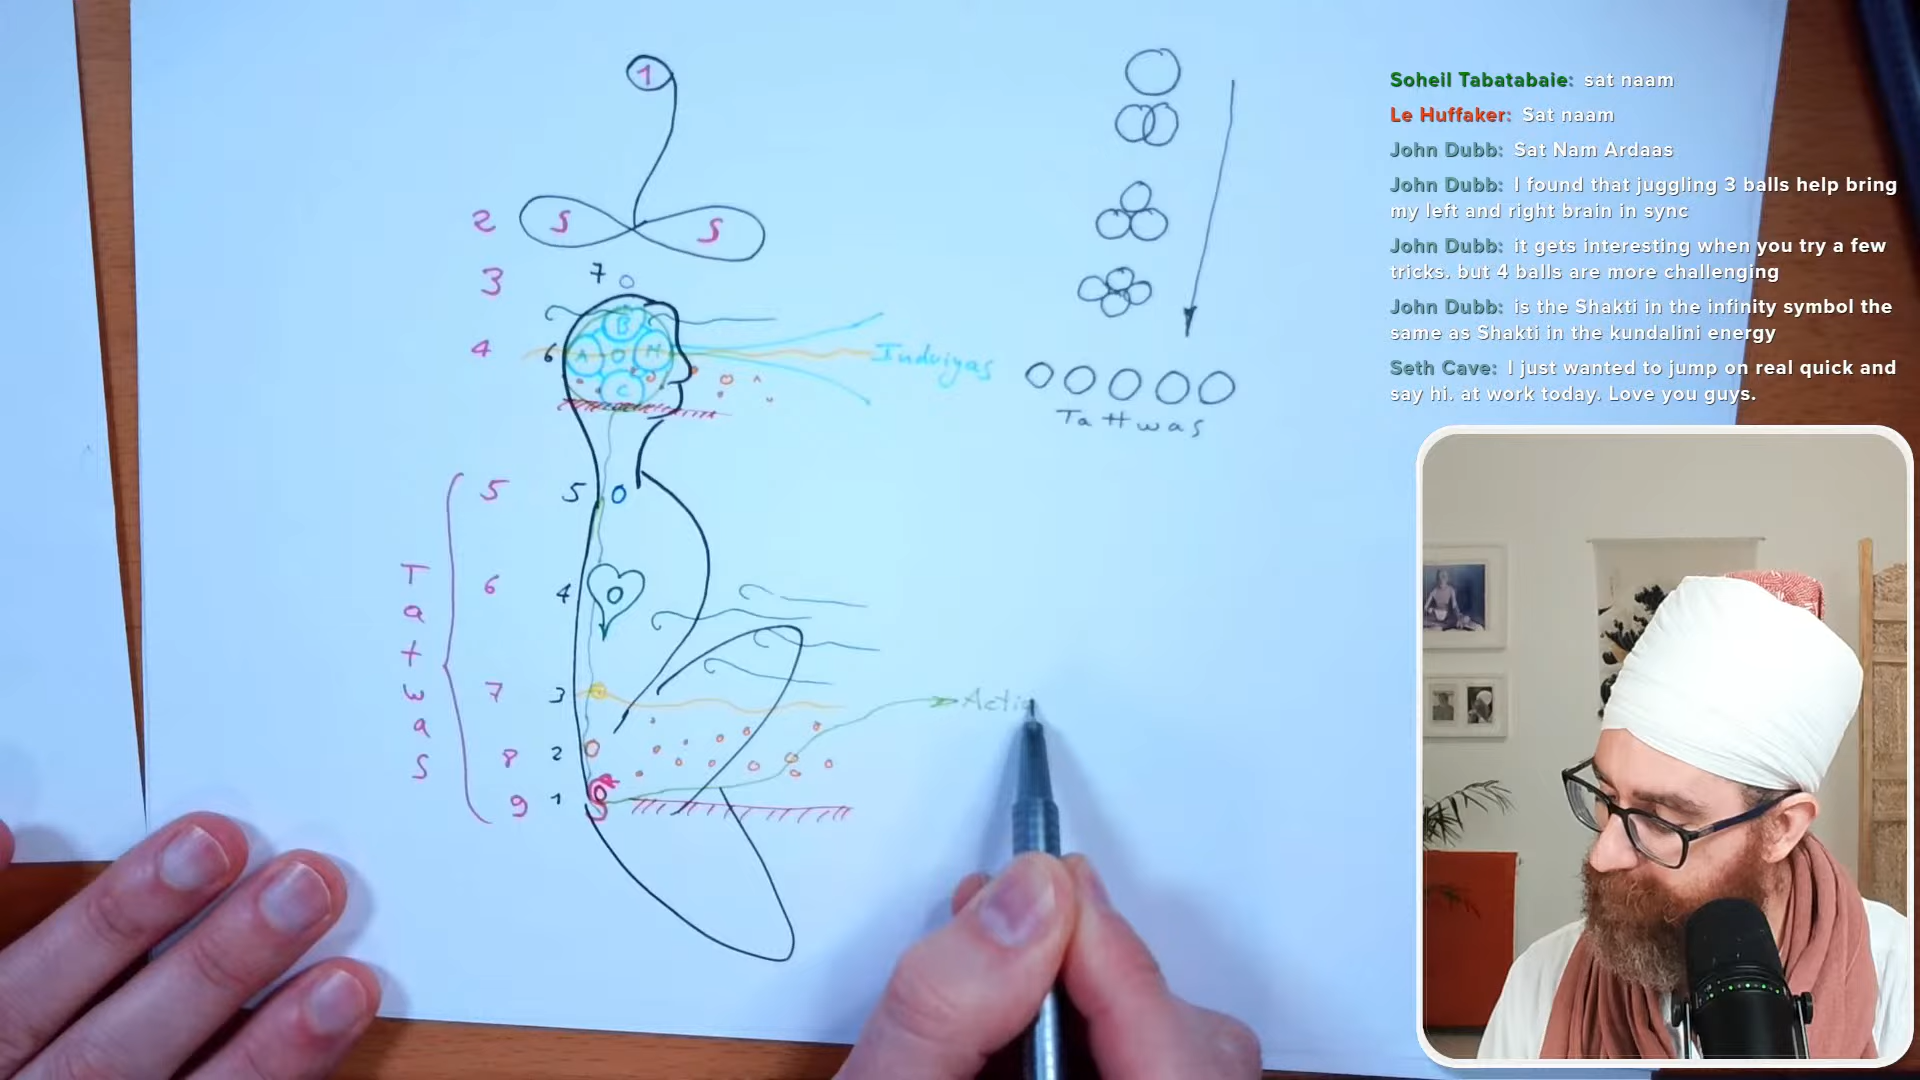 1
2 S S
3 7
4 6 B
A M
C
Indriyas
Tattwas
5 5
6 4
7 3
8 2
9 1
Tatwas
Actio
Soheil Tabatabaie: sat naam
Le Huffaker: Sat naam
John Dubb: Sat Nam Ardaas
John Dubb: I found that juggling 3 balls help bring
my left and right brain in sync
John Dubb: it gets interesting when you try a few
tricks. but 4 balls are more challenging
John Dubb: is the Shakti in the infinity symbol the
same as Shakti in the kundalini energy
Seth Cave: I just wanted to jump on real quick and
say hi. at work today. Love you guys.